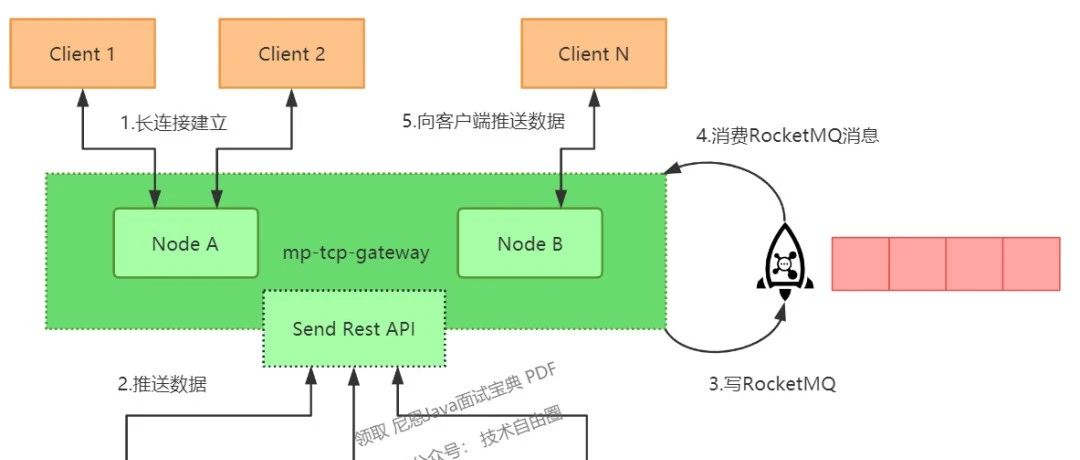 Client 1
Client 2
Client N
1.长连接建立
5.向客户端推送数据
4.消费RocketMQ消息
Node A
mp-tcp-gateway
Node B
Send Rest API
2.推送数据
3.写RocketMQ
领取 尼恩Java面试宝典 PDF
公众号： 技术自由圈